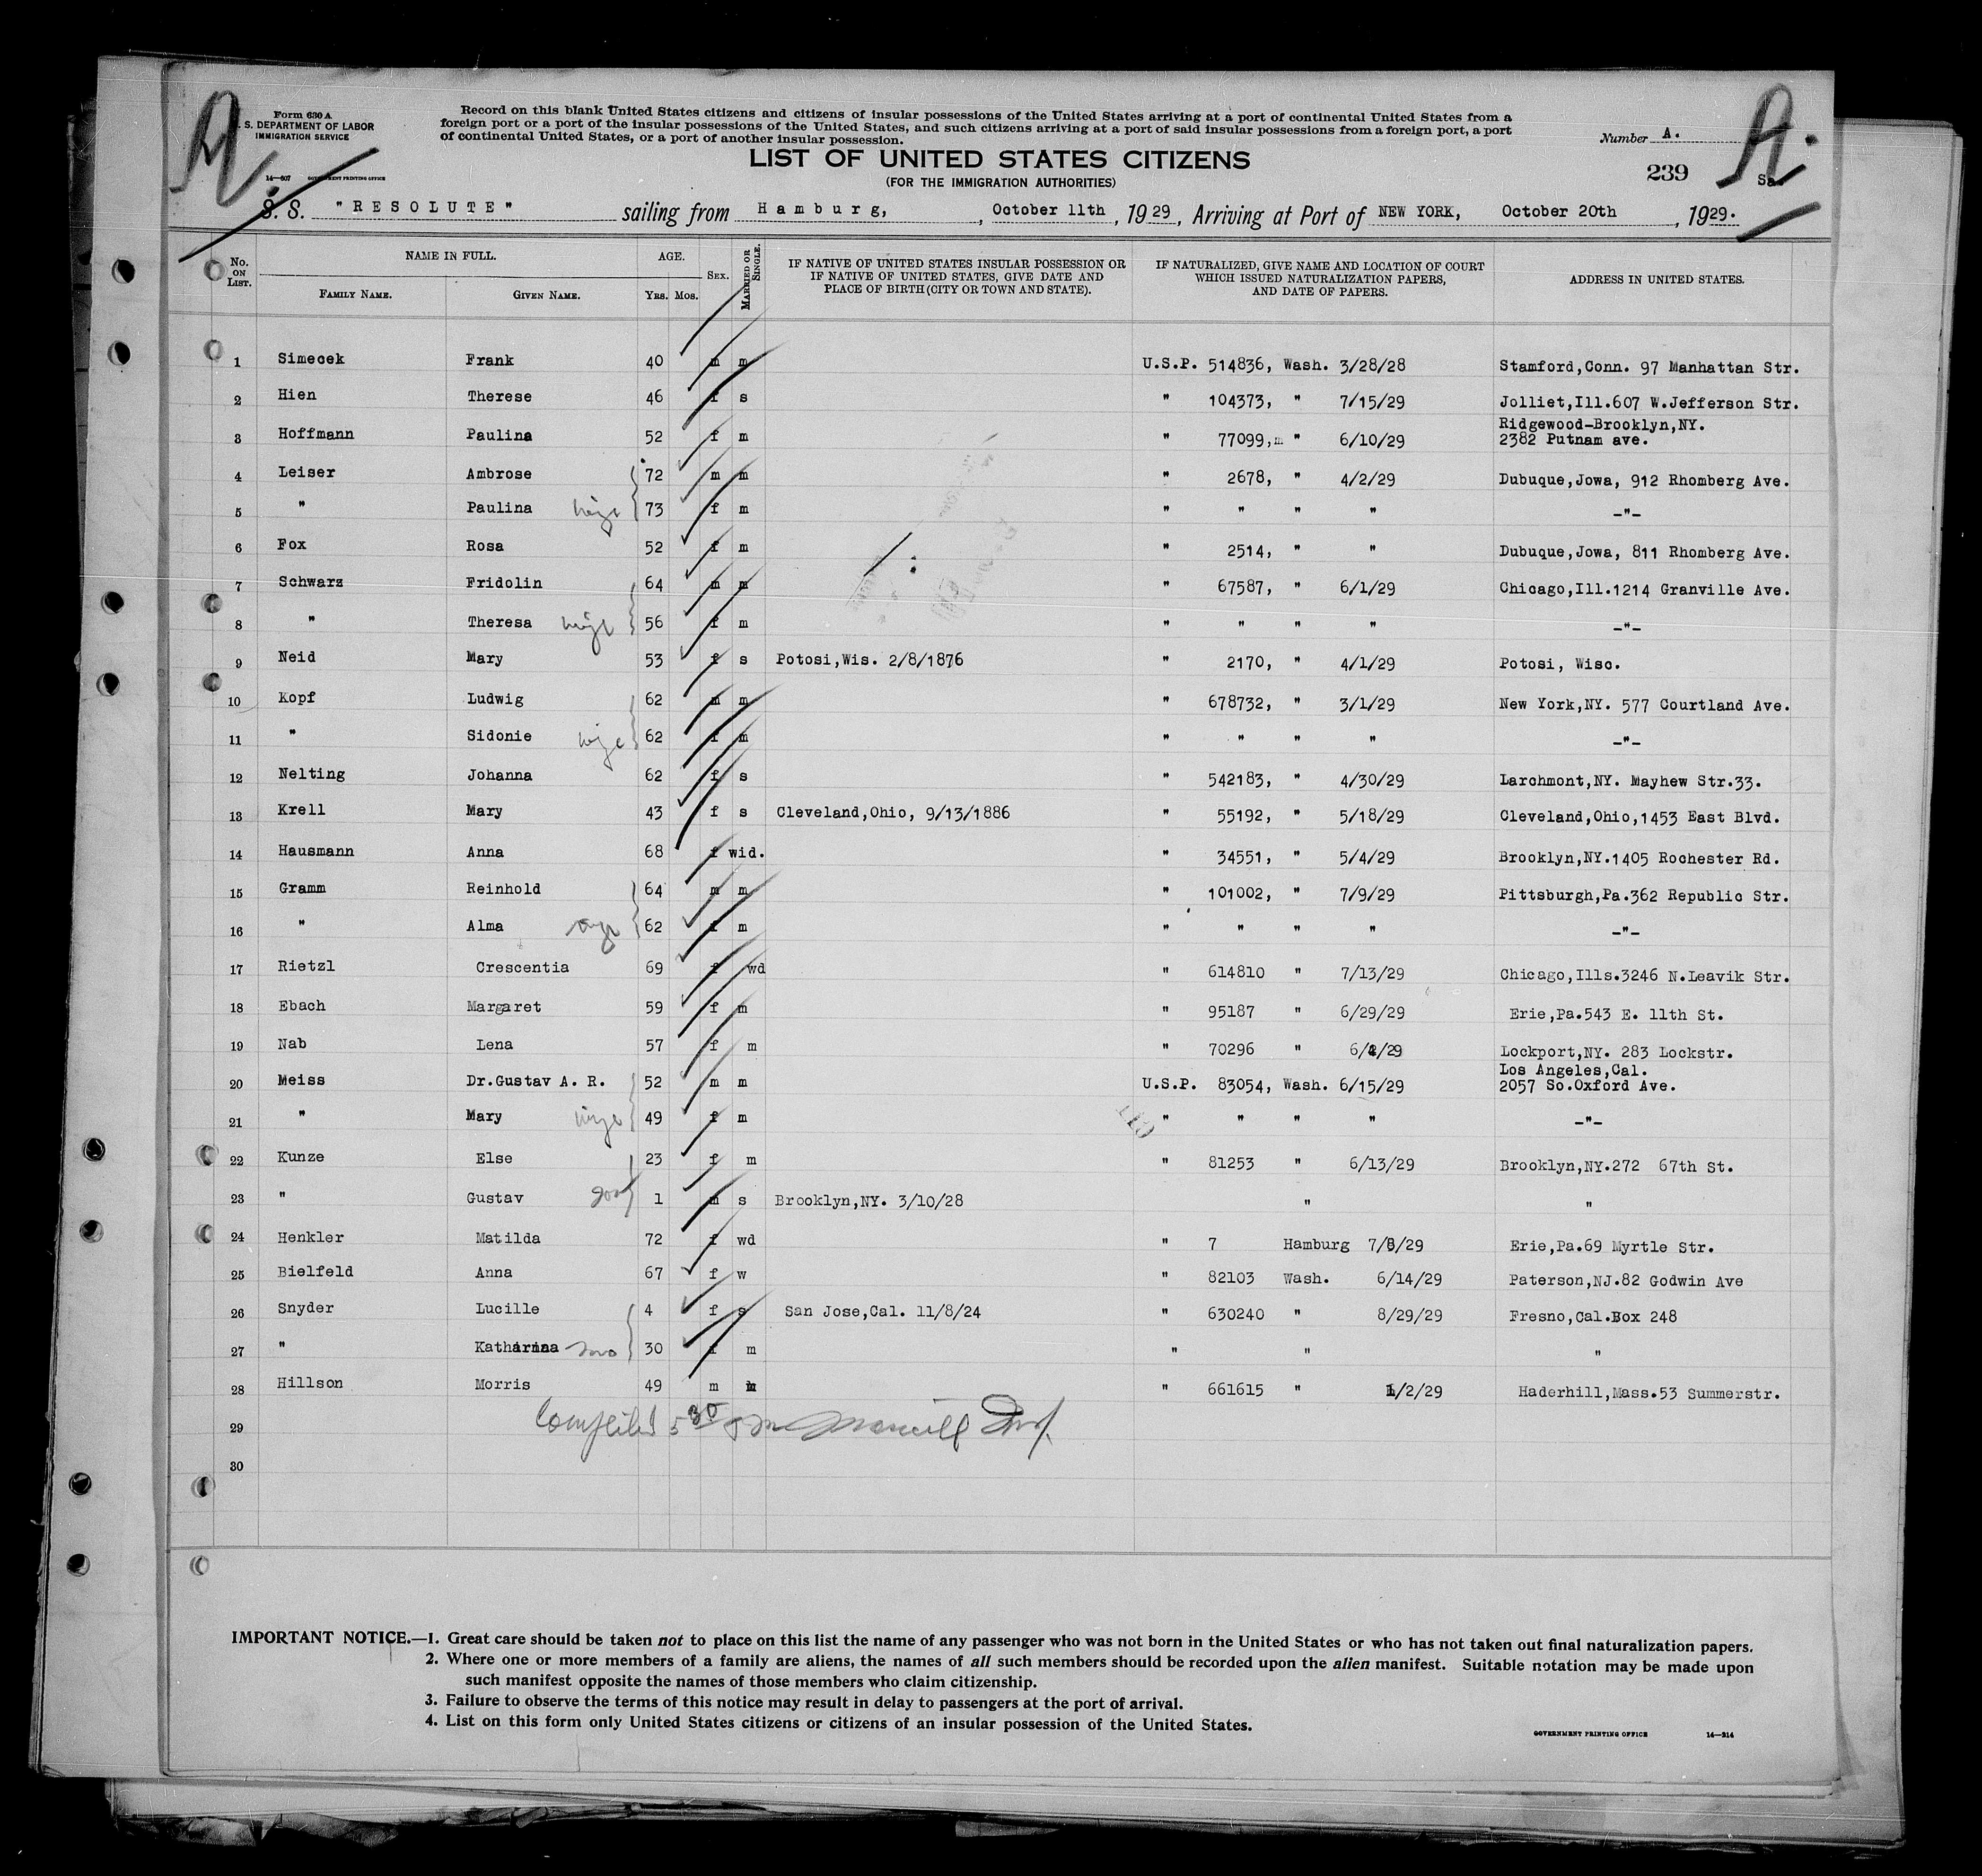 Form 630 A
S. DEPARTMENT OF LABOR
IMMIGRATION SERVICE
14—607
Record on this blank United States citizens and citizens of insular possessions of the United States arriving at a port of continental United States from a
foreign port or a port of the insular possessions of the United States, and such citizens arriving at a port of said insular possessions from a foreign port, a port
of continental United States, or a port of another insular possession.
Number A.
A.
A.
239
LIST OF UNITED STATES CITIZENS
(FOR THE IMMIGRATION AUTHORITIES)
S. S. "RESOLUTE" sailing from Hamburg, , October 11th , 1929 , Arriving at Port of NEW YORK, October 20th , 1929.
No. ON LIST. NAME IN FULL. FAMILY NAME. GIVEN NAME. AGE. YRS. MOS. SEX. MARRIED OR SINGLE. IF NATIVE OF UNITED STATES INSULAR POSSESSION OR IF NATIVE OF UNITED STATES, GIVE DATE AND PLACE OF BIRTH (CITY OR TOWN AND STATE). IF NATURALIZED, GIVE NAME AND LOCATION OF COURT WHICH ISSUED NATURALIZATION PAPERS, AND DATE OF PAPERS. ADDRESS IN UNITED STATES.
1 Simecek Frank 40 m m U.S.P. 514836, Wash. 3/28/28 Stamford,Conn. 97 Manhattan Str.
2 Hien Therese 46 f s " 104373, " 7/15/29 Jolliet,Ill.607 W.Jefferson Str.
3 Hoffmann Paulina 52 f m " 77099, " 6/10/29 Ridgewood-Brooklyn,NY. 2382 Putnam ave.
4 Leiser Ambrose 72 m m " 2678, " 4/2/29 Dubuque,Jowa, 912 Rhomberg Ave.
5 " Paulina wife 73 f m " " " " -"-
6 Fox Rosa 52 f m " 2514, " " Dubuque,Jowa, 811 Rhomberg Ave.
7 Schwarz Fridolin 64 m m " 67587, " 6/1/29 Chicago,Ill.1214 Granville Ave.
8 " Theresa wife 56 f m " " " " -"-
9 Neid Mary 53 f s Potosi,Wis. 2/8/1876 " 2170, " 4/1/29 Potosi, Wisc.
10 Kopf Ludwig 62 m m " 678732, " 3/1/29 New York,NY. 577 Courtland Ave.
11 " Sidonie wife 62 f m " " " " -"-
12 Nelting Johanna 62 f s " 542183, " 4/30/29 Larchmont,NY. Mayhew Str.33.
13 Krell Mary 43 f s Cleveland,Ohio, 9/13/1886 " 55192, " 5/18/29 Cleveland,Ohio,1453 East Blvd.
14 Hausmann Anna 68 f wid. " 34551, " 5/4/29 Brooklyn,NY.1405 Rochester Rd.
15 Gramm Reinhold 64 m m " 101002, " 7/9/29 Pittsburgh,Pa.362 Republic Str.
16 " Alma wife 62 f m " " " " -"-
17 Rietzl Crescentia 69 f wd " 614810 " 7/13/29 Chicago,Ills.3246 N.Leavik Str.
18 Ebach Margaret 59 f m " 95187 " 6/29/29 Erie,Pa.543 E. 11th St.
19 Nab Lena 57 f m " 70296 " Lockport,NY. 283 Lockstr.
20 Meiss Dr.Gustav A. R. 52 m m U.S.P. 83054, Wash. 6/15/29 Los Angeles,Cal. 2057 So.Oxford Ave.
21 " Mary wife 49 f m " " " " -"-
22 Kunze Else 23 f m " 81253 " 6/13/29 Brooklyn,NY.272 67th St.
23 " Gustav son 1 m s Brooklyn,NY. 3/10/28 " "
24 Henkler Matilda 72 f wd " 7 Hamburg Erie,Pa.69 Myrtle Str.
25 Bielfeld Anna 67 f w " 82103 Wash. 6/14/29 Paterson,NJ.82 Godwin Ave
26 Snyder Lucille 4 f s San Jose,Cal. 11/8/24 " 630240 " 8/29/29 Fresno,Cal.Box 248
27 " Katharina 30 f m " " "
28 Hillson Morris 49 m " 661615 " Haderhill,Mass.53 Summerstr.
29
30
IMPORTANT NOTICE.—1. Great care should be taken not to place on this list the name of any passenger who was not born in the United States or who has not taken out final naturalization papers.
2. Where one or more members of a family are aliens, the names of all such members should be recorded upon the alien manifest. Suitable notation may be made upon
such manifest opposite the names of those members who claim citizenship.
3. Failure to observe the terms of this notice may result in delay to passengers at the port of arrival.
4. List on this form only United States citizens or citizens of an insular possession of the United States.
GOVERNMENT PRINTING OFFICE 14—214